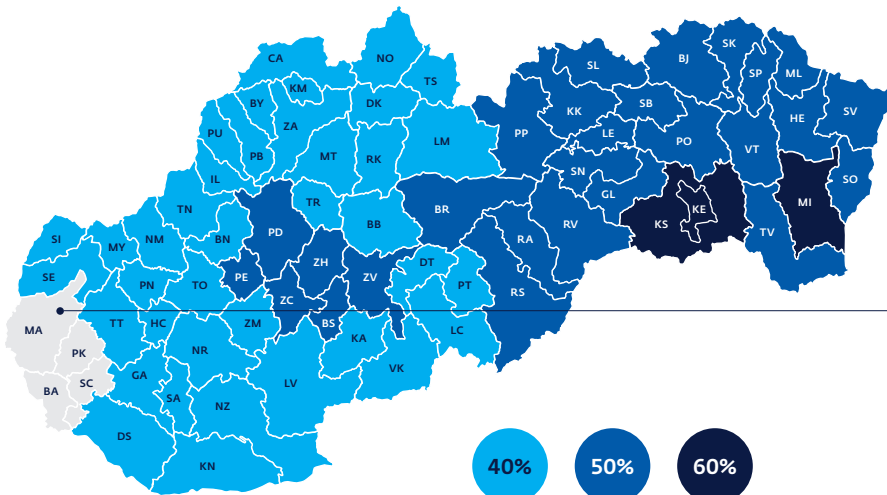 CA
NO
TS
KM
BY
DK
ZA
PU
PB
MT
RK
LM
IL
TR
BB
TN
BN
NM
MY
SI
SE
PD
PE
ZH
ZV
ZC
BS
BR
DT
PT
LC
KA
VK
PN
TO
TT
HC
ZM
NR
GA
SA
NZ
LV
DS
KN
MA
PK
SC
BA
SL
BJ
SK
SP
ML
PP
KK
SB
LE
PO
HE
SV
VT
SN
GL
SO
RV
RA
RS
KS
KE
MI
TV
40%
50%
60%